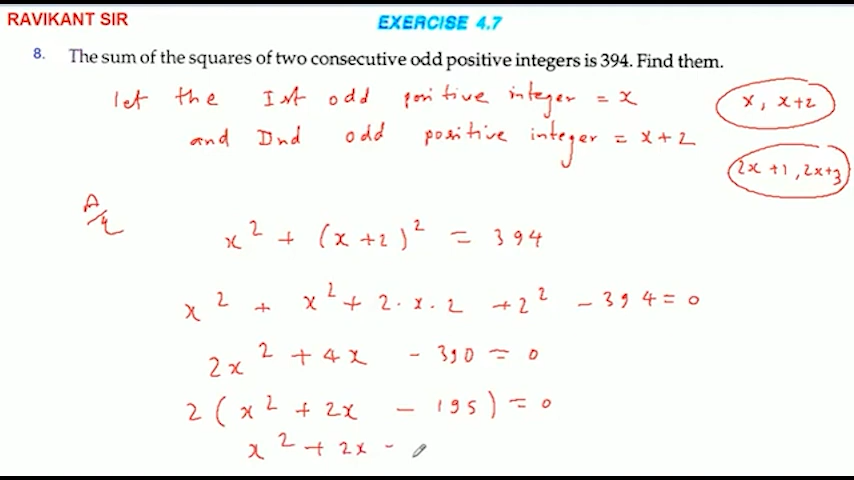 RAVIKANT SIR
EXERCISE 4.7
8. The sum of the squares of two consecutive odd positive integers is 394. Find them.
let the Ist odd positive integer = x
x, x+2
and IInd odd positive integer = x+2
2x+1, 2x+3
A/q
x² + (x+2)² = 394
x² + x² + 2·x·2 + 2² - 394 = 0
2x² + 4x - 390 = 0
2(x² + 2x - 195) = 0
x² + 2x -